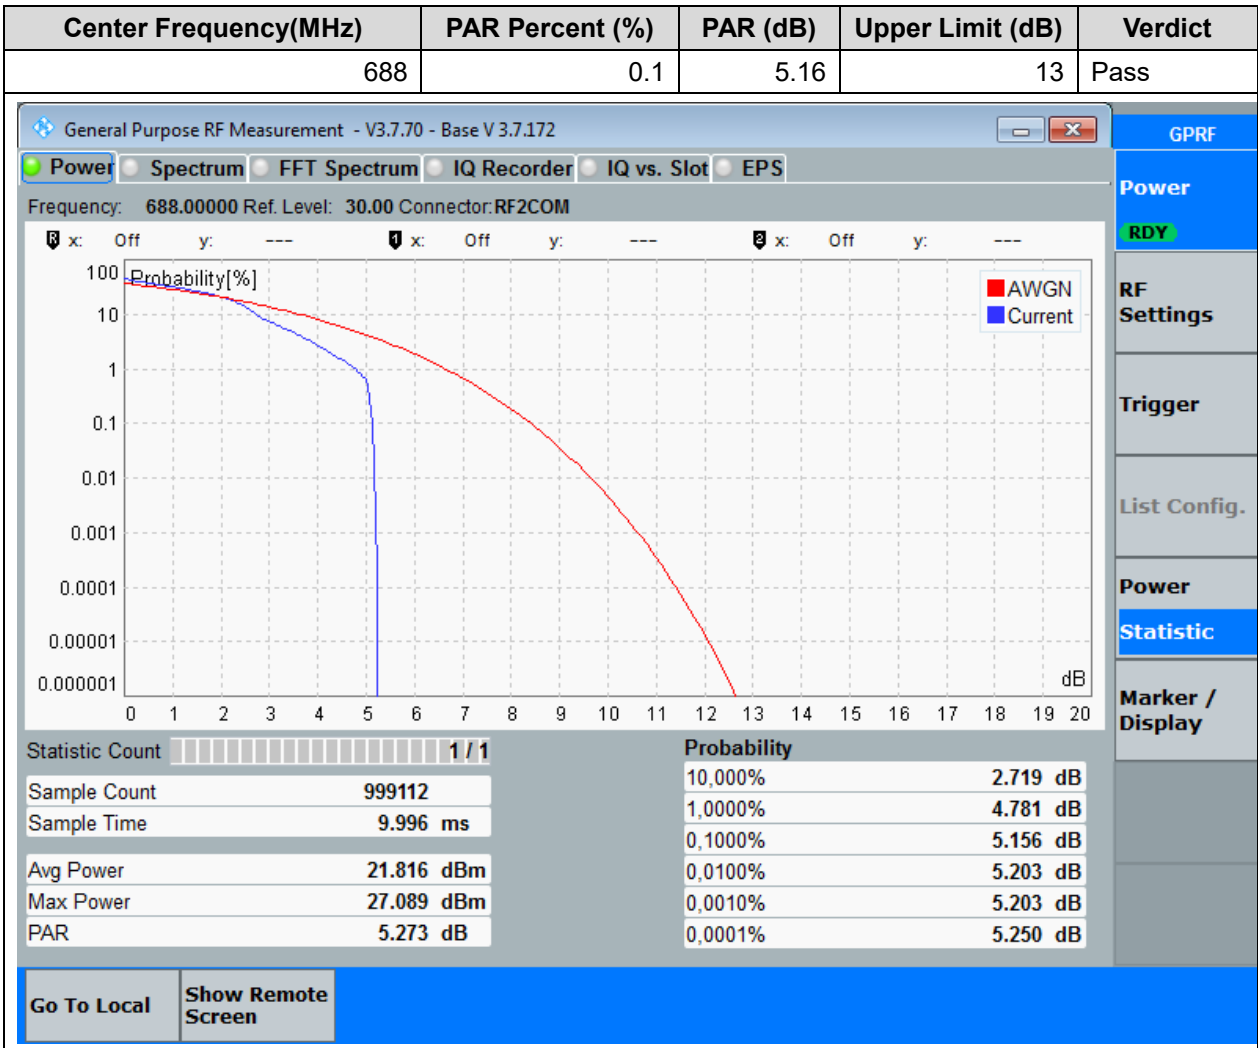 Center Frequency(MHz) PAR Percent (%) PAR (dB) Upper Limit (dB) Verdict
688 0.1 5.16 13 Pass
General Purpose RF Measurement - V3.7.70 - Base V 3.7.172
GPRF
Power Spectrum FFT Spectrum IQ Recorder IQ vs. Slot EPS
Power
RDY
Frequency: 688.00000 Ref. Level: 30.00 Connector:RF2COM
R x: Off y: --- 1 x: Off y: --- 2 x: Off y: ---
Probability[%]
AWGN
Current
100
10
1
0.1
0.01
0.001
0.0001
0.00001
0.000001
dB
0 1 2 3 4 5 6 7 8 9 10 11 12 13 14 15 16 17 18 19 20
RF
Settings
Trigger
List Config.
Power
Statistic
Marker /
Display
Statistic Count 1 / 1
Sample Count 999112
Sample Time 9.996 ms
Avg Power 21.816 dBm
Max Power 27.089 dBm
PAR 5.273 dB
Probability
10,000% 2.719 dB
1,0000% 4.781 dB
0,1000% 5.156 dB
0,0100% 5.203 dB
0,0010% 5.203 dB
0,0001% 5.250 dB
Go To Local
Show Remote
Screen